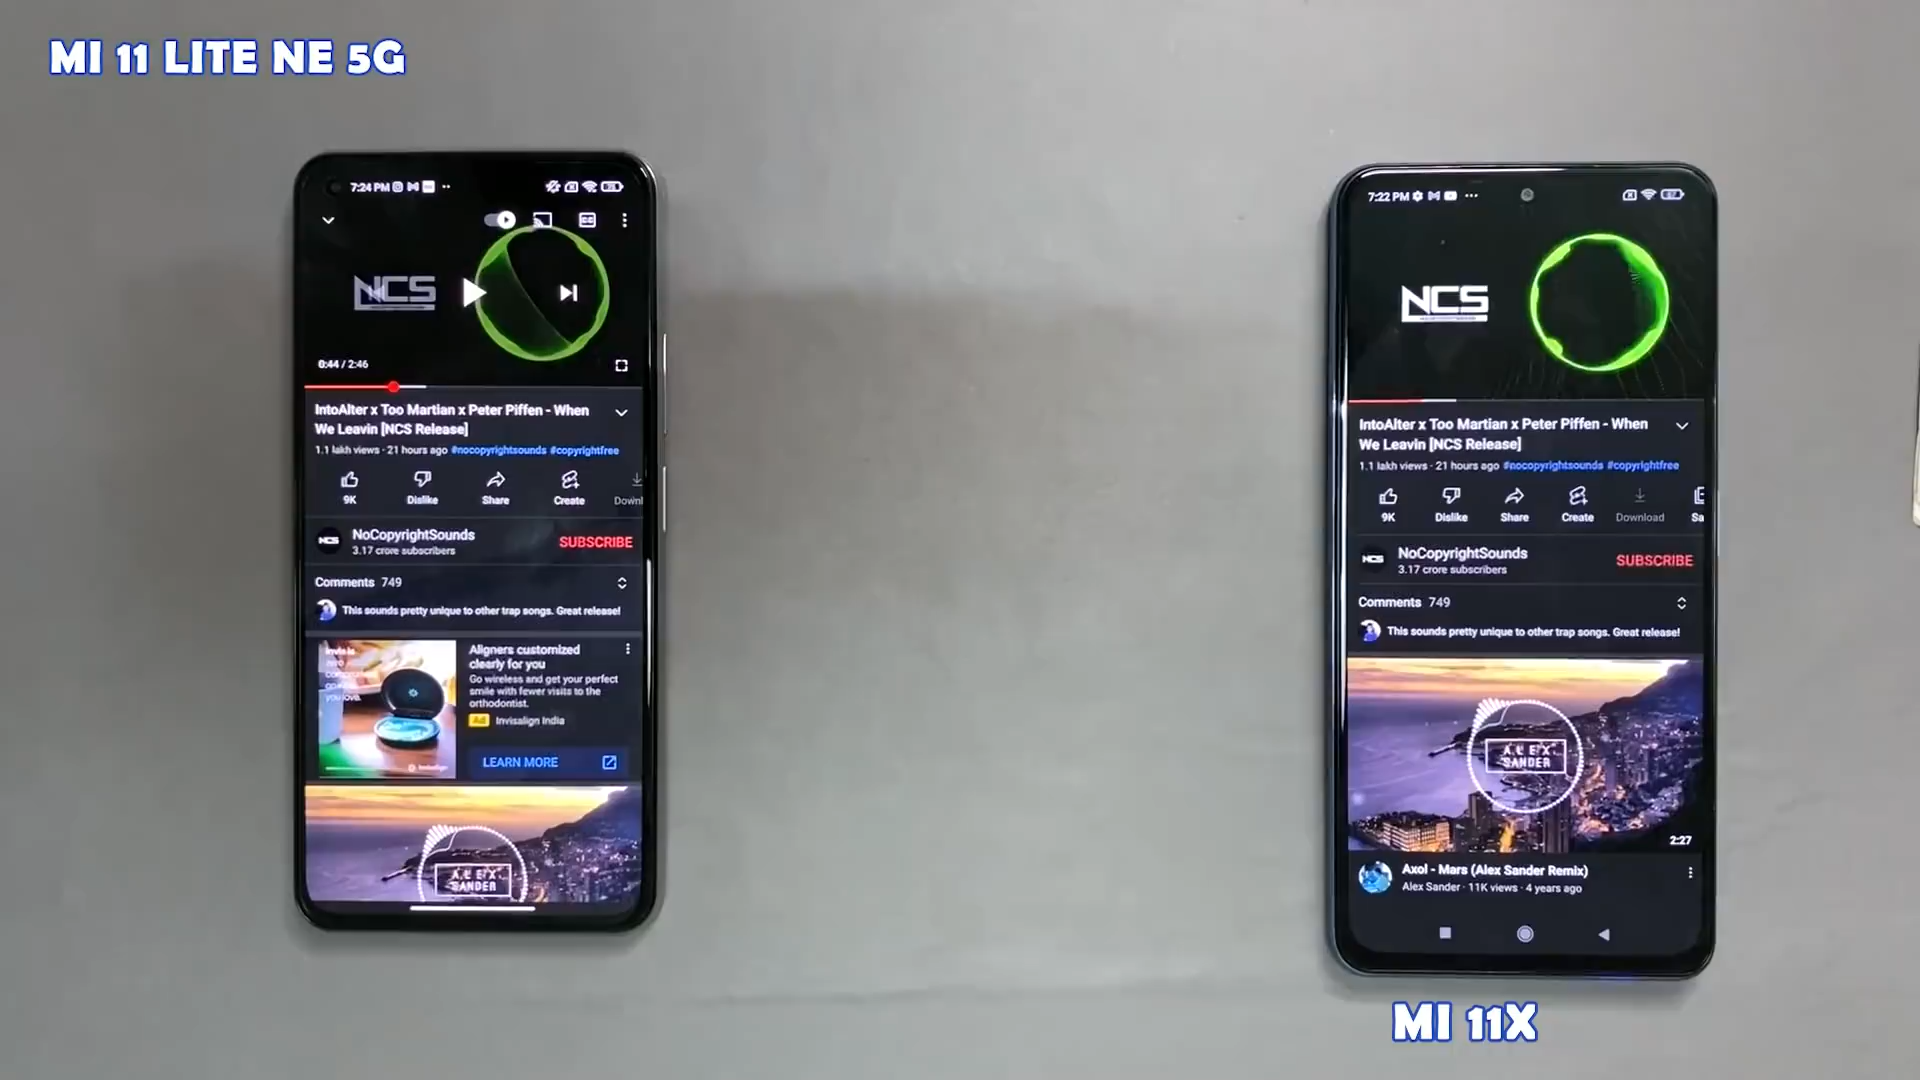 MI 11 LITE NE 5G
7:24 PM
NCS
0:44 / 2:46
IntoAlter x Too Martian x Peter Piffen - When
We Leavin [NCS Release]
1.1 lakh views · 21 hours ago #nocopyrightsounds #copyrightfree
9K Dislike Share Create Downl
NCS NoCopyrightSounds
3.17 crore subscribers
SUBSCRIBE
Comments 749
This sounds pretty unique to other trap songs. Great release!
Aligners customized
clearly for you
Go wireless and get your perfect
smile with fewer visits to the
orthodontist.
Ad Invisalign India
LEARN MORE
ALEX
SANDER
7:22 PM
67
NCS
IntoAlter x Too Martian x Peter Piffen - When
We Leavin [NCS Release]
1.1 lakh views · 21 hours ago #nocopyrightsounds #copyrightfree
9K Dislike Share Create Download Sa
NCS NoCopyrightSounds
3.17 crore subscribers
SUBSCRIBE
Comments 749
This sounds pretty unique to other trap songs. Great release!
ALEX
SANDER
2:27
Axol - Mars (Alex Sander Remix)
Alex Sander · 11K views · 4 years ago
MI 11X